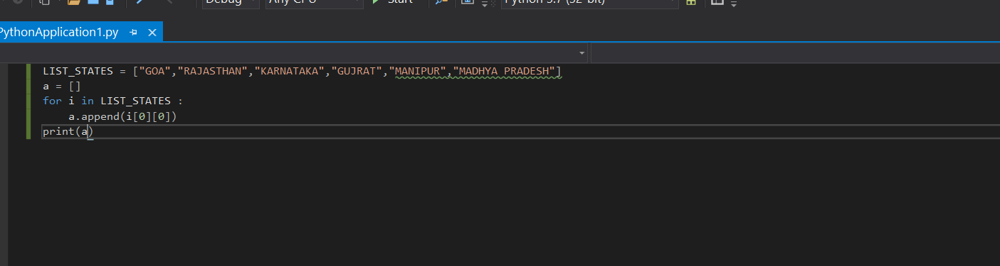 Debug Any CPU Start Python 3.7 (32-bit)
PythonApplication1.py
LIST_STATES = ["GOA","RAJASTHAN","KARNATAKA","GUJRAT","MANIPUR","MADHYA PRADESH"]
a = []
for i in LIST_STATES :
    a.append(i[0][0])
print(a)